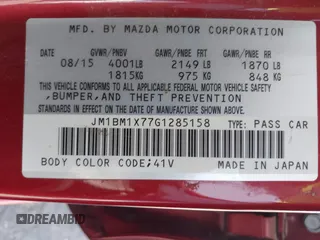 MFD. BY MAZDA MOTOR CORPORATION
GVWR/PNBV GAWR/PNBE FRT GAWR/PNBE RR
08/15 4001LB 2149 LB 1870 LB
1815KG 975 KG 848 KG
THIS VEHICLE CONFORMS TO ALL APPLICABLE FEDERAL MOTOR VEHICLE SAFETY
,BUMPER, AND THEFT PREVENTION
STANDARDS IN EFFECT ON THE DATE OF MANUFACTURE SHOWN ABOVE.
JM1BM1X77G1285158 TYPE: PASS CAR
BODY COLOR CODE;41V MADE IN JAPAN
DREAMBID